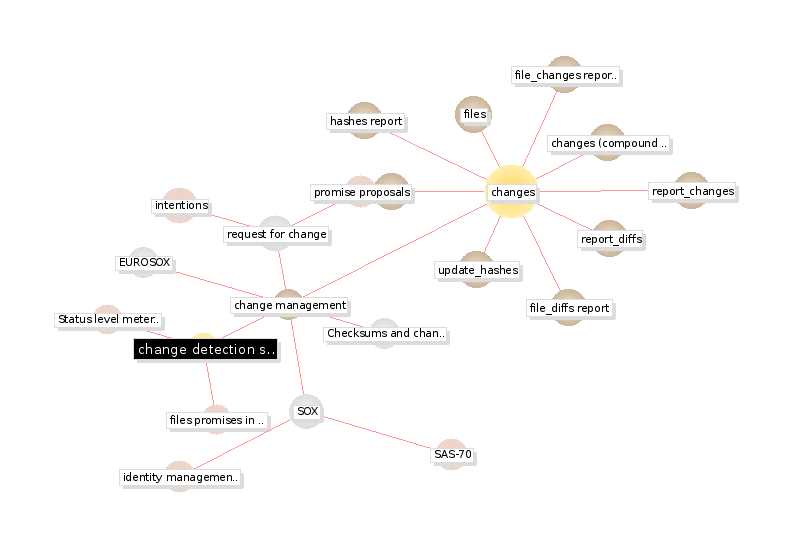 file_changes repor..
files
hashes report
changes (compound ..
promise proposals
changes
report_changes
intentions
request for change
report_diffs
EUROSOX
update_hashes
change management
file_diffs report
Status level meter..
Checksums and chan..
change detection s..
SOX
files promises in ..
SAS-70
identity managemen..